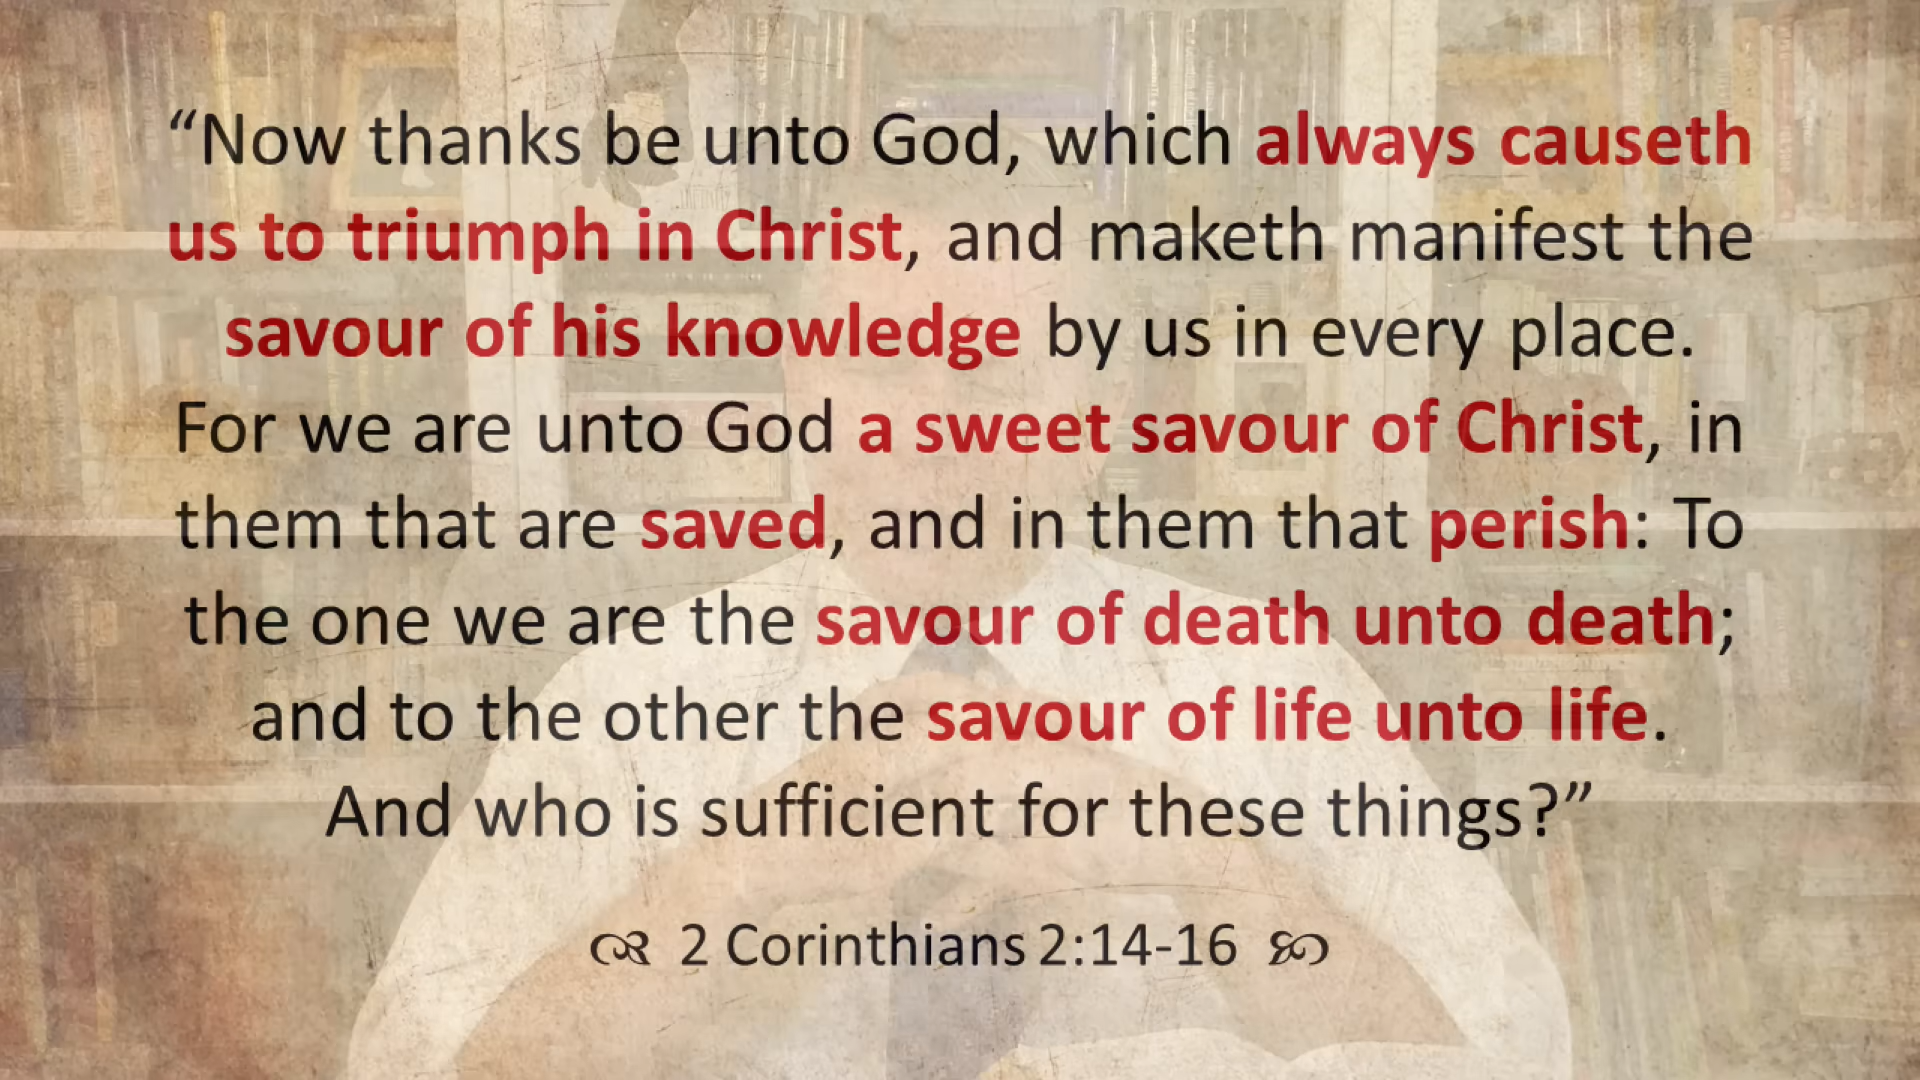 “Now thanks be unto God, which always causeth
us to triumph in Christ, and maketh manifest the
savour of his knowledge by us in every place.
For we are unto God a sweet savour of Christ, in
them that are saved, and in them that perish: To
the one we are the savour of death unto death;
and to the other the savour of life unto life.
And who is sufficient for these things?”
2 Corinthians 2:14-16